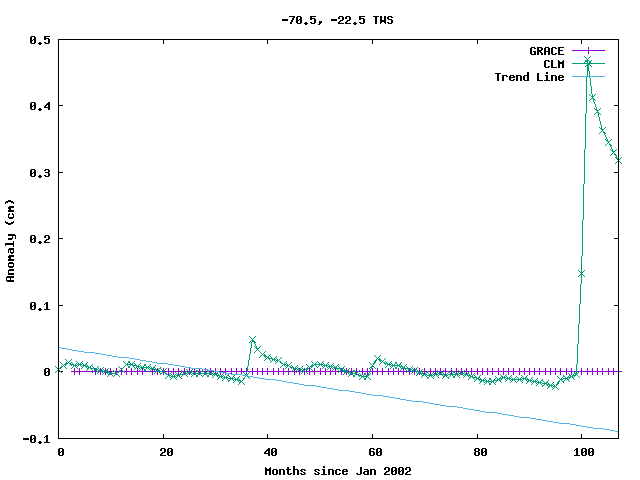 -70.5, -22.5 TWS
GRACE
CLM
Trend Line
0.5
0.4
0.3
0.2
0.1
0
-0.1
Anomaly (cm)
0 20 40 60 80 100
Months since Jan 2002